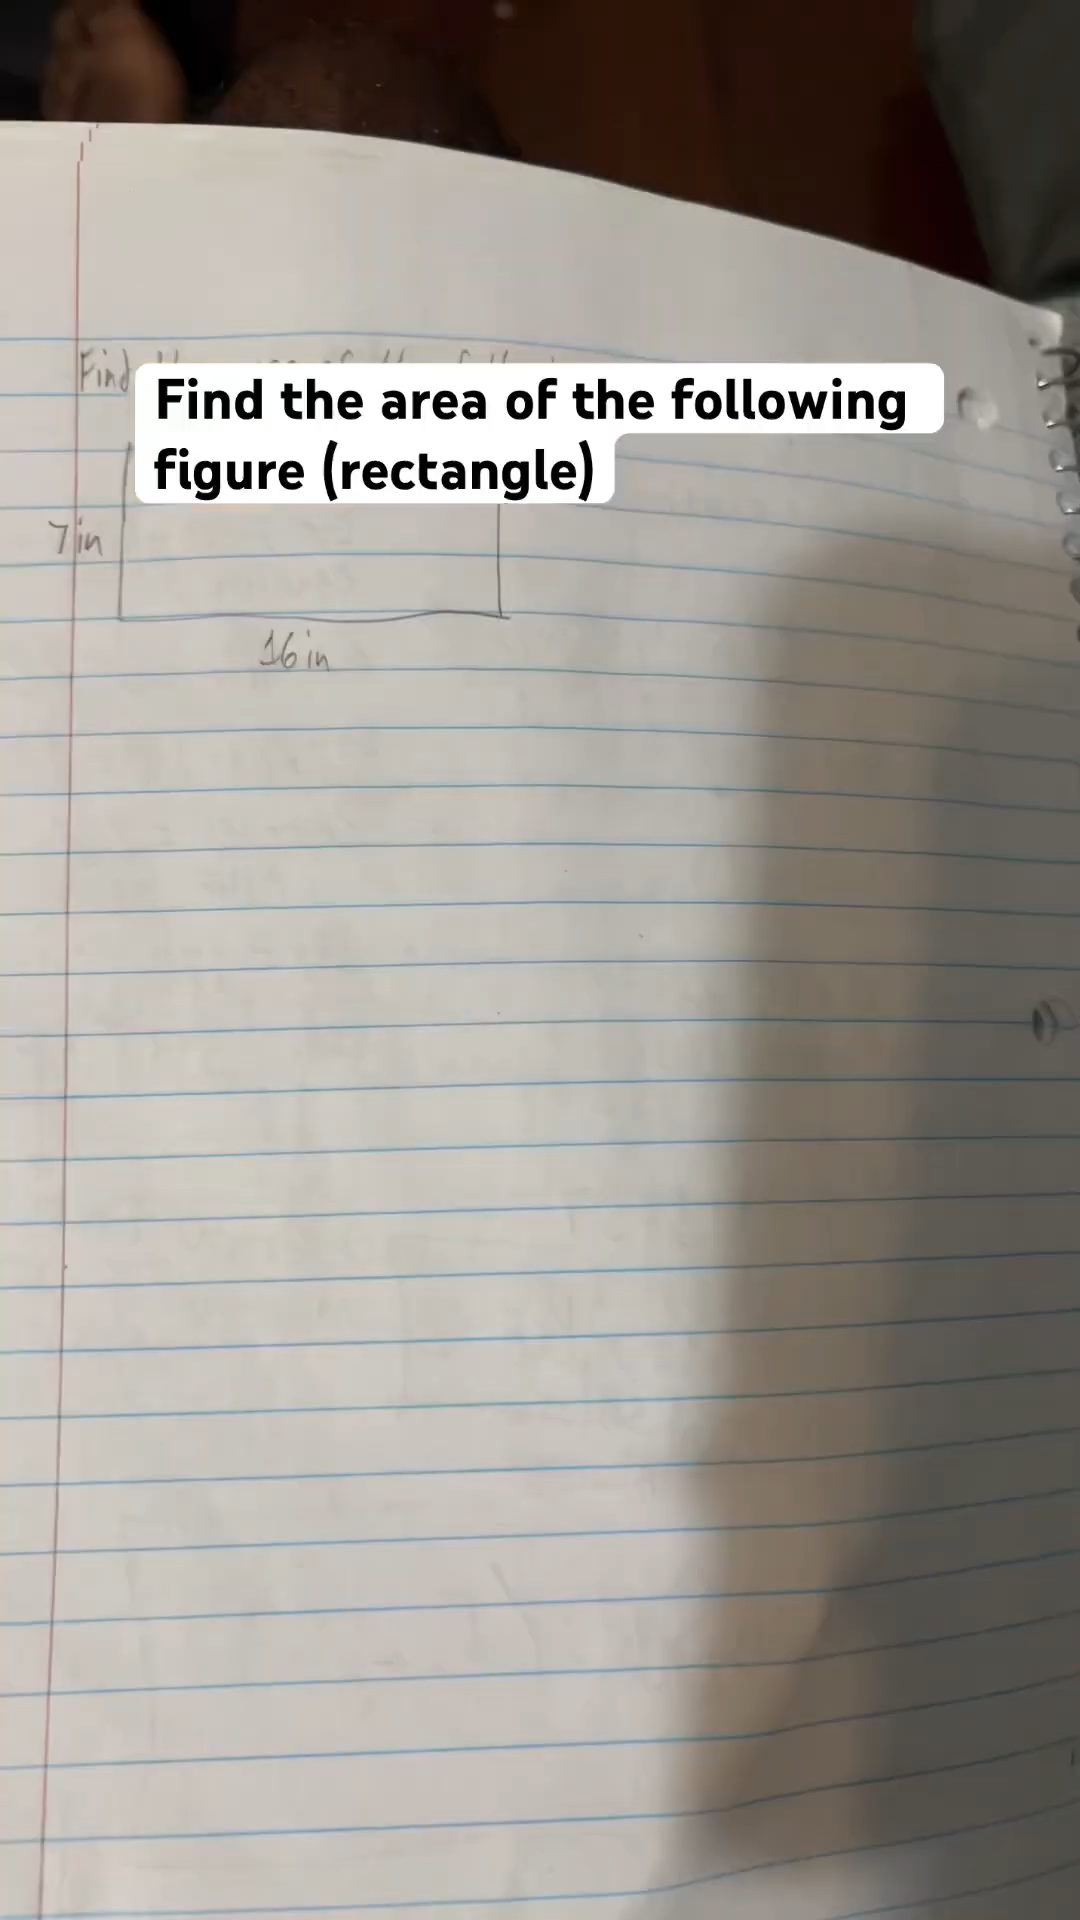 Find
Find the area of the following
figure (rectangle)
7in
16in